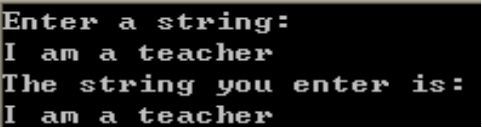 Enter a string:
I am a teacher
The string you enter is:
I am a teacher